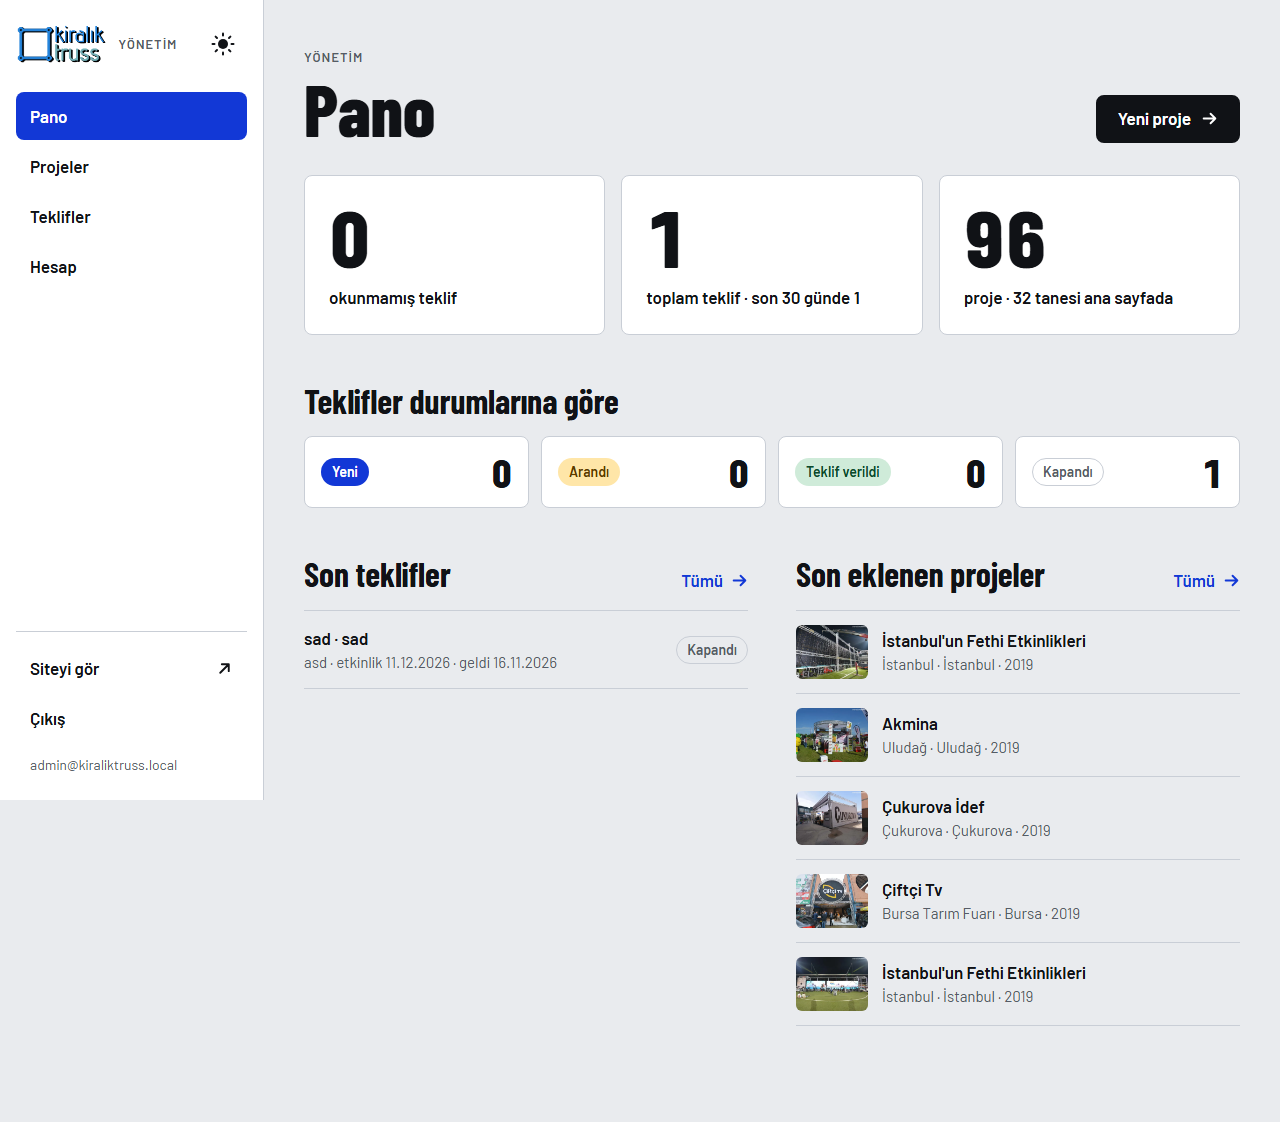 kiralık
truss
YÖNETİM
Pano
Projeler
Teklifler
Hesap
Siteyi gör
Çıkış
admin@kiraliktruss.local
YÖNETİM
Pano
Yeni proje
0
okunmamış teklif
1
toplam teklif · son 30 günde 1
96
proje · 32 tanesi ana sayfada
Teklifler durumlarına göre
Yeni 0
Arandı 0
Teklif verildi 0
Kapandı 1
Son teklifler
Tümü
sad · sad
asd · etkinlik 11.12.2026 · geldi 16.11.2026
Kapandı
Son eklenen projeler
Tümü
İstanbul'un Fethi Etkinlikleri
İstanbul · İstanbul · 2019
Akmina
Uludağ · Uludağ · 2019
Çukurova İdef
Çukurova · Çukurova · 2019
Çiftçi Tv
Bursa Tarım Fuarı · Bursa · 2019
İstanbul'un Fethi Etkinlikleri
İstanbul · İstanbul · 2019